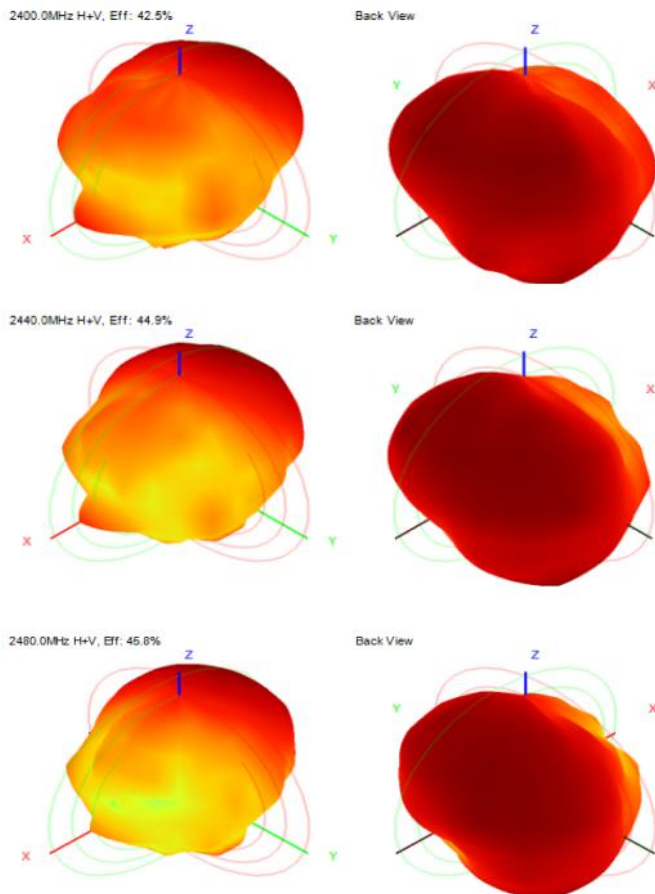 2400.0MHz H+V, Eff: 42.5%
Back View
Z
Z
Y
X
X
Y
2440.0MHz H+V, Eff: 44.9%
Back View
Z
Z
Y
X
X
Y
2480.0MHz H+V, Eff: 45.8%
Back View
Z
Z
Y
X
X
Y